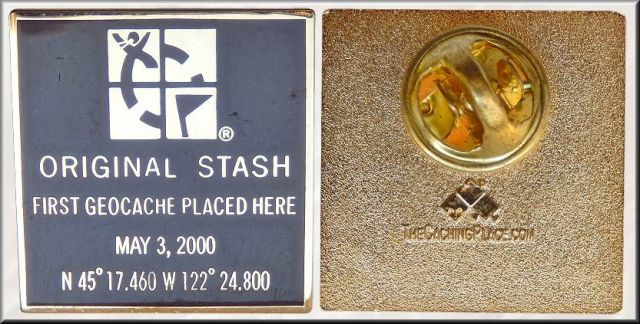 ®
ORIGINAL STASH
FIRST GEOCACHE PLACED HERE
MAY 3, 2000
N 45° 17.460 W 122° 24.800
THECACHINGPLACE.COM